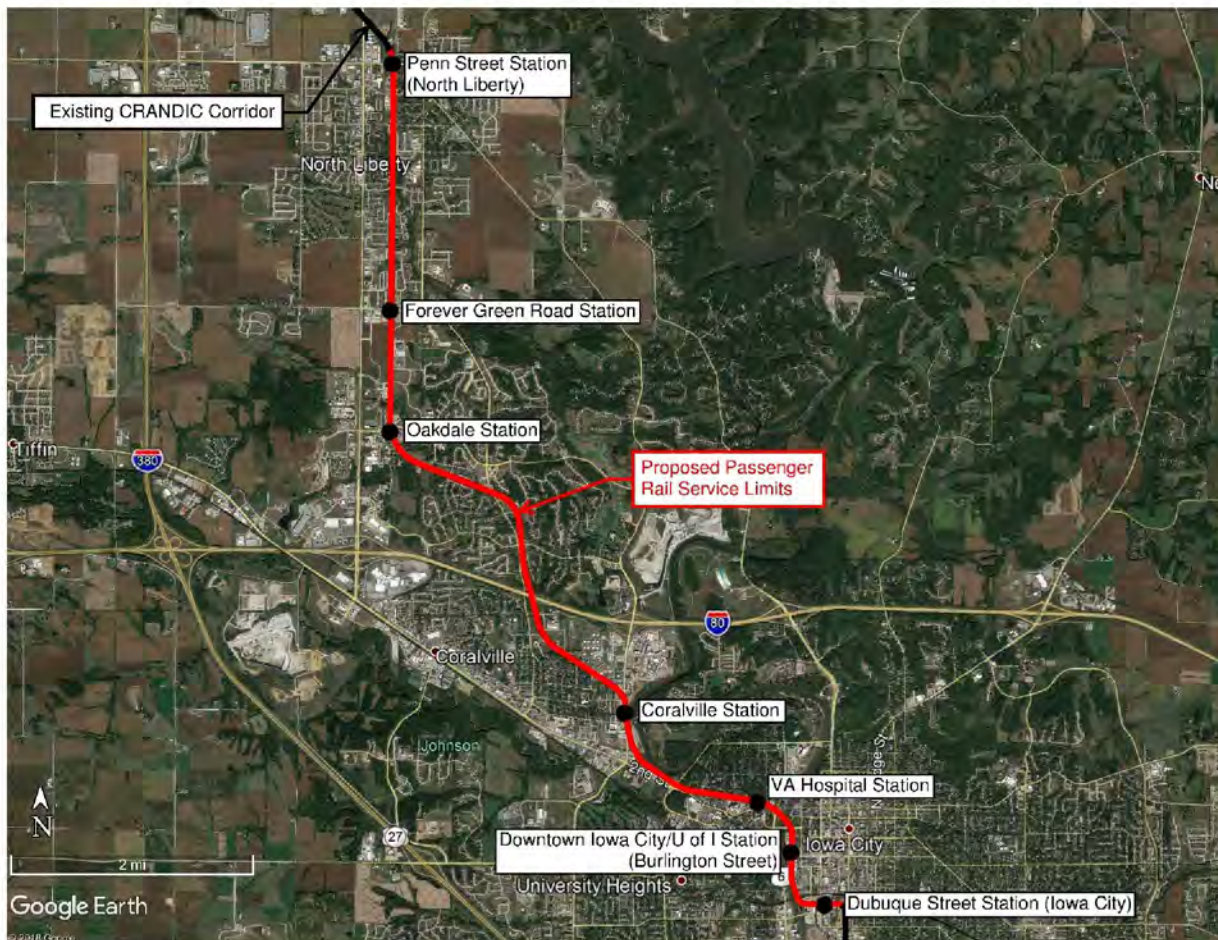 Penn Street Station
(North Liberty)
Existing CRANDIC Corridor
North Liberty
Forever Green Road Station
Oakdale Station
Tiffin
380
Proposed Passenger
Rail Service Limits
80
Coralville
Coralville Station
Johnson
2nd St
VA Hospital Station
N
27
Downtown Iowa City/U of I Station
(Burlington Street)
Iowa City
2 mi
University Heights
6
Google Earth
Dubuque Street Station (Iowa City)